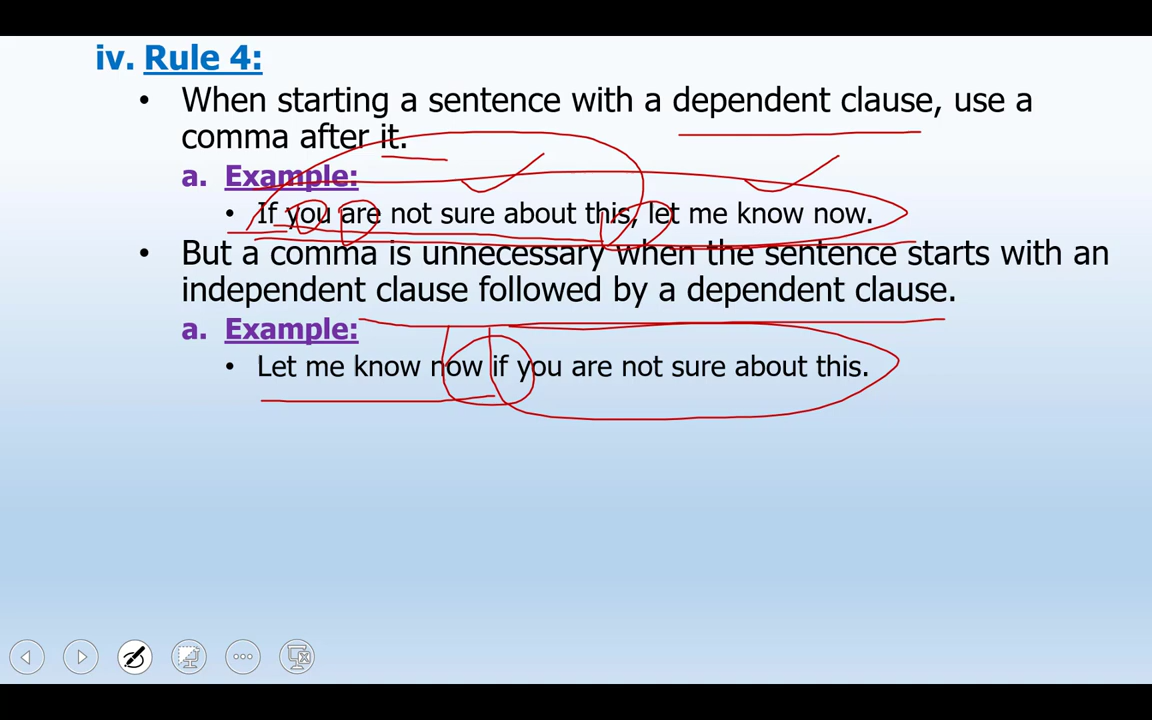 iv. Rule 4:
• When starting a sentence with a dependent clause, use a
comma after it.
a. Example:
• If you are not sure about this, let me know now.
• But a comma is unnecessary when the sentence starts with an
independent clause followed by a dependent clause.
a. Example:
• Let me know now if you are not sure about this.